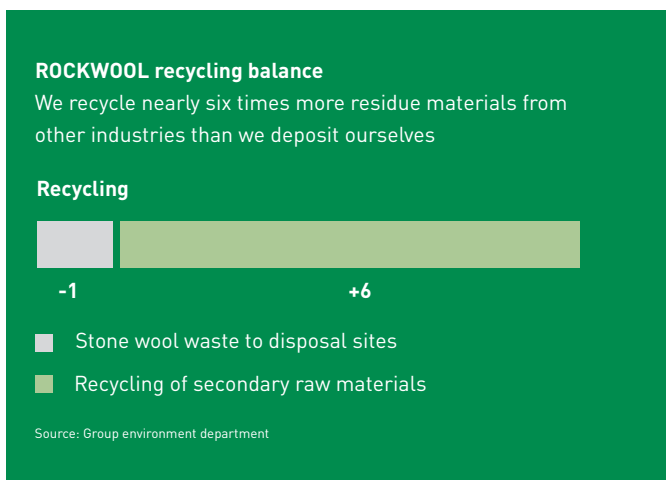 ROCKWOOL recycling balance
We recycle nearly six times more residue materials from
other industries than we deposit ourselves
Recycling
-1
+6
Stone wool waste to disposal sites
Recycling of secondary raw materials
Source: Group environment department